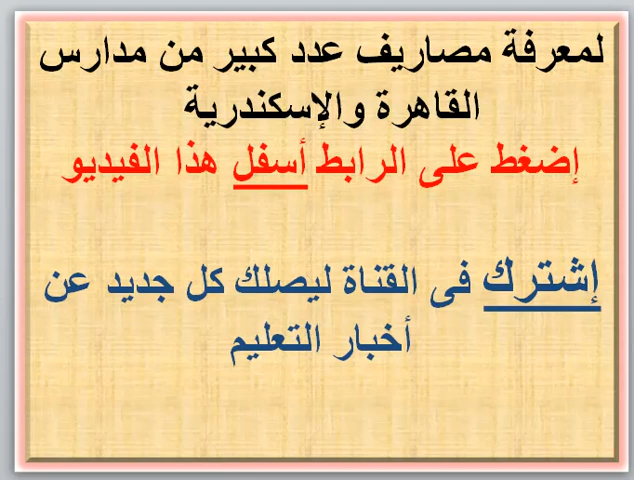 لمعرفة مصاريف عدد كبير من مدارس
القاهرة والإسكندرية
إضغط على الرابط أسفل هذا الفيديو
إشترك فى القناة ليصلك كل جديد عن
أخبار التعليم